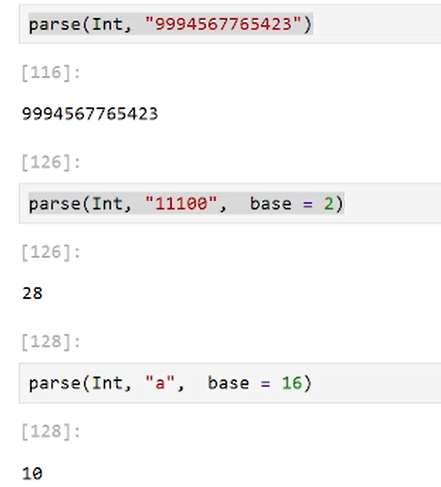 parse(Int, "9994567765423")
[116]:
9994567765423
[126]:
parse(Int, "11100",  base = 2)
[126]:
28
[128]:
parse(Int, "a",  base = 16)
[128]:
10